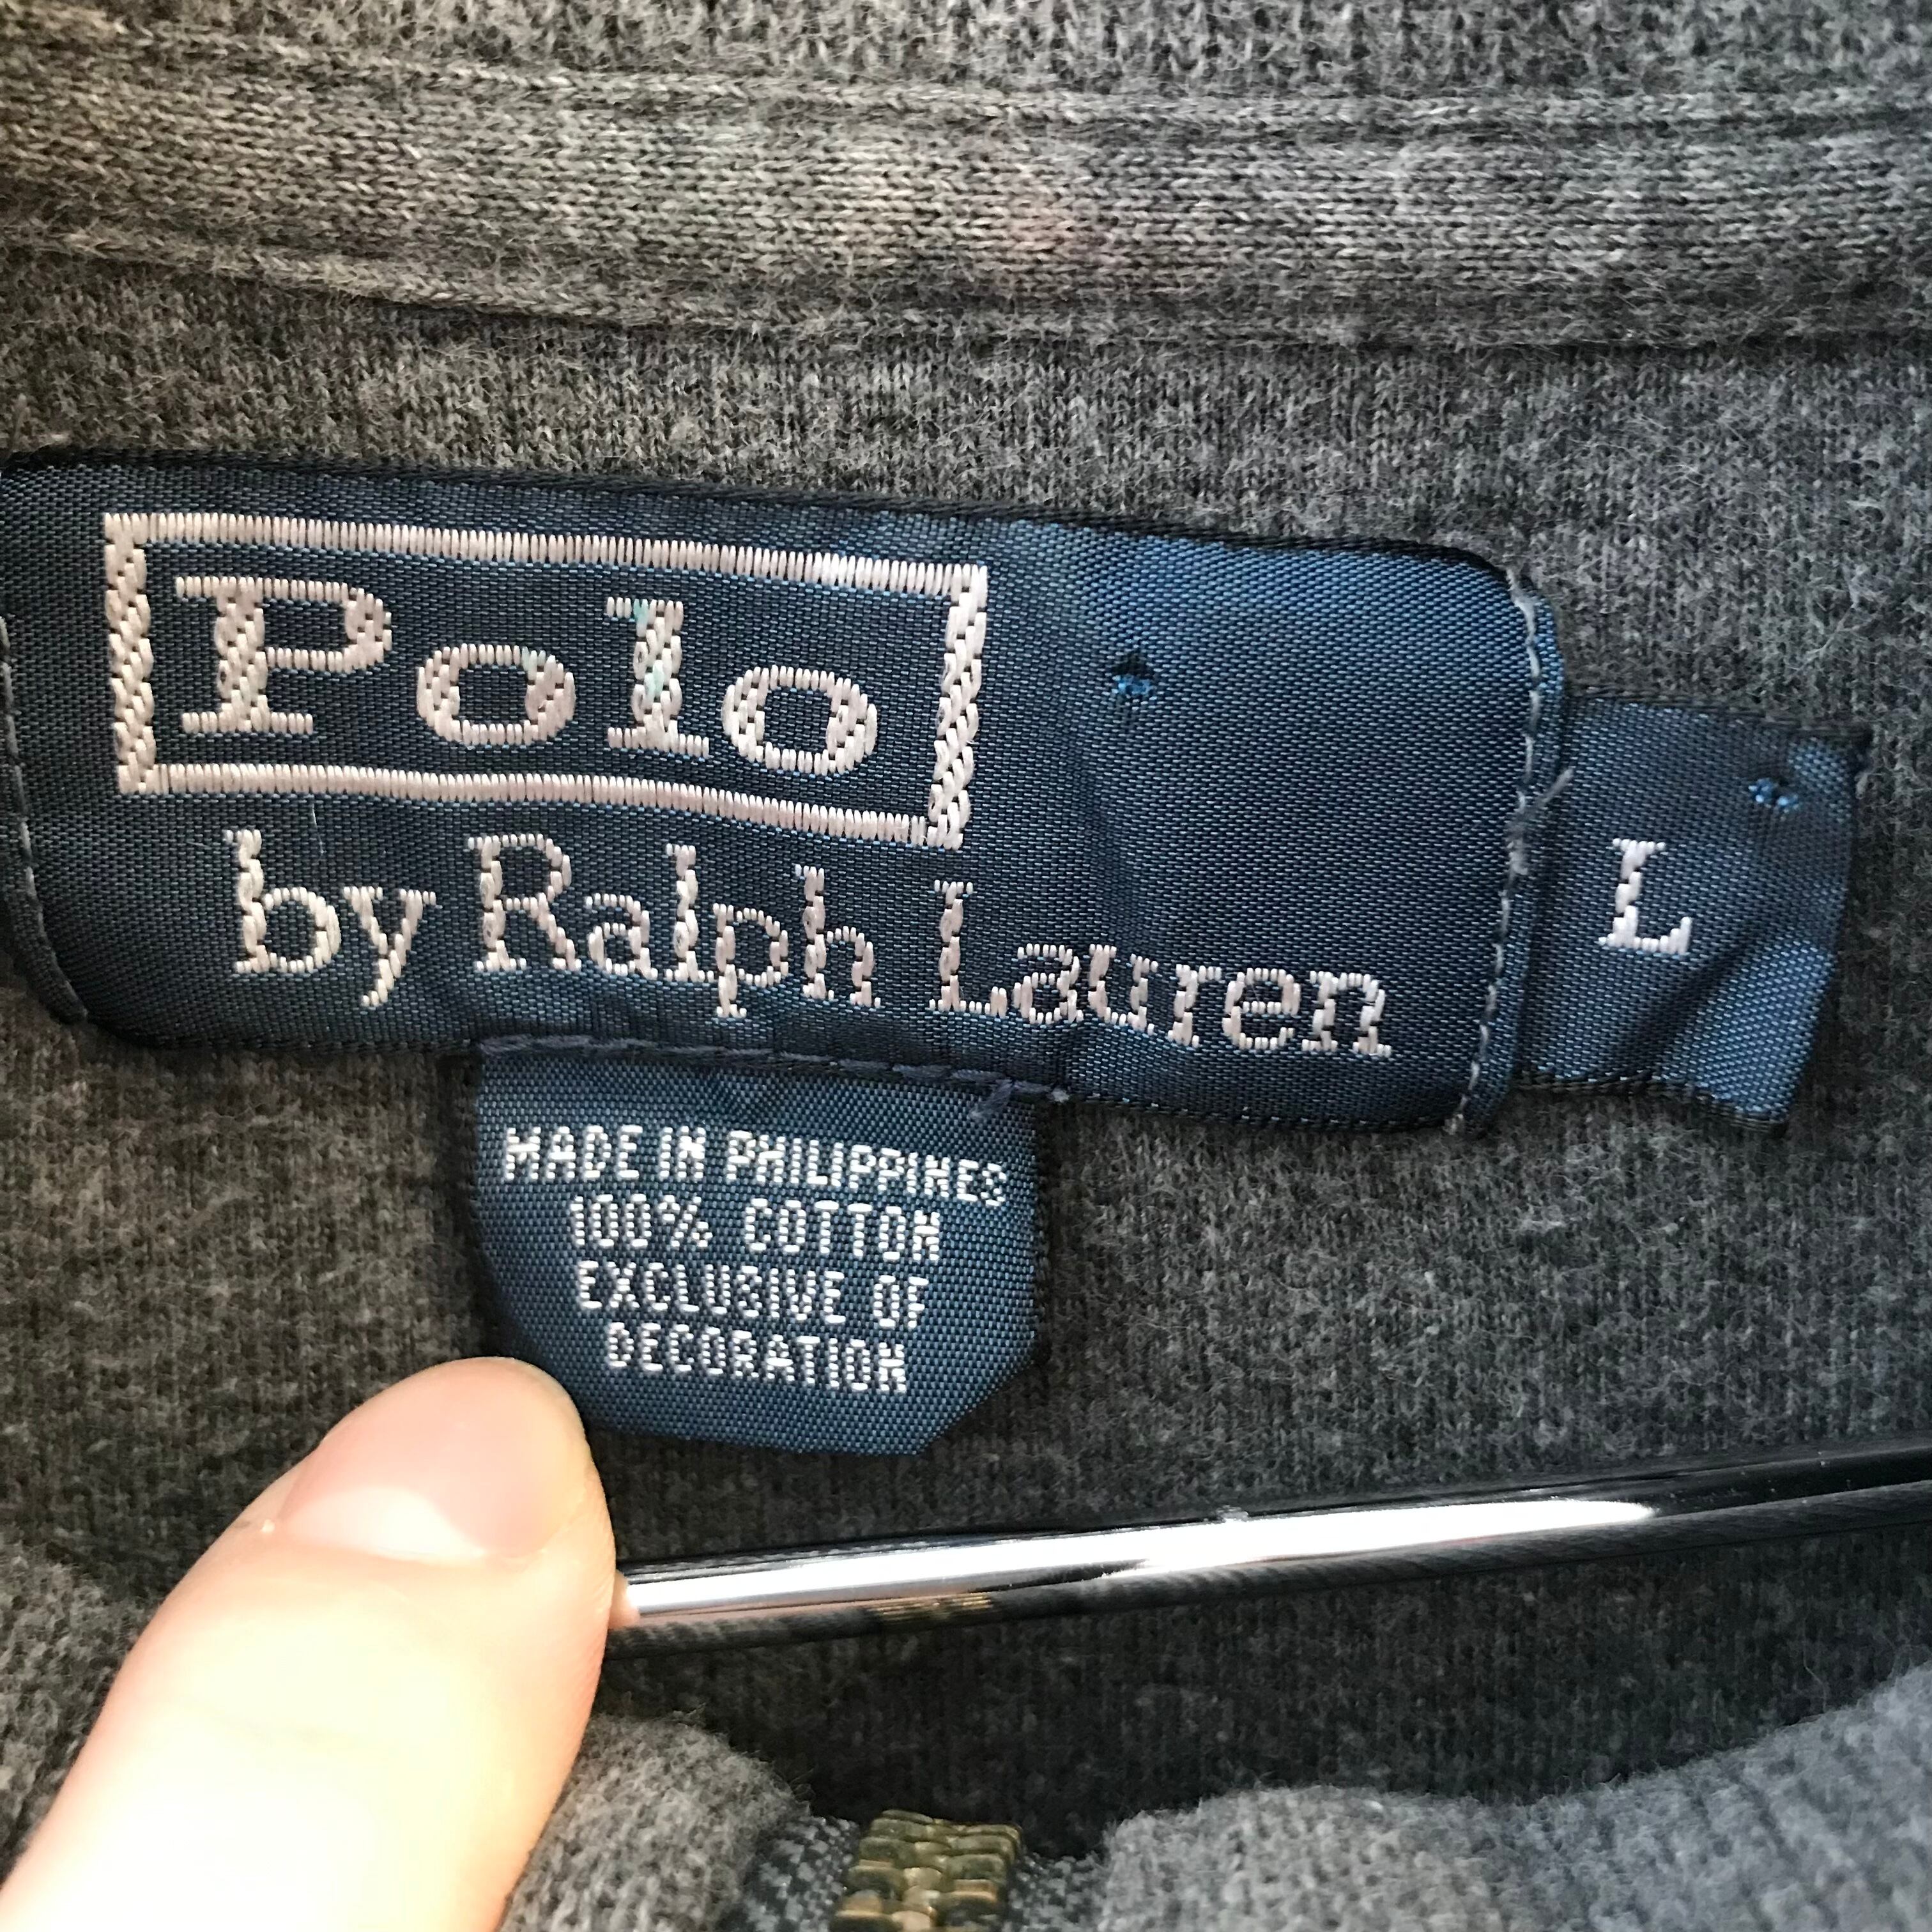 Polo
by Ralph Lauren
L
MADE IN PHILIPPINES
100% COTTON
EXCLUSIVE OF
DECORATION